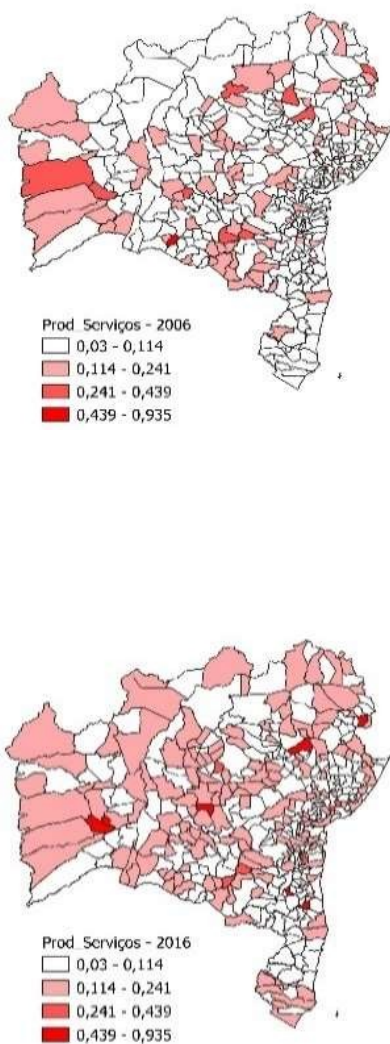 Prod_Serviços - 2006
0,03 - 0,114
0,114 - 0,241
0,241 - 0,439
0,439 - 0,935
Prod_Serviços - 2016
0,03 - 0,114
0,114 - 0,241
0,241 - 0,439
0,439 - 0,935